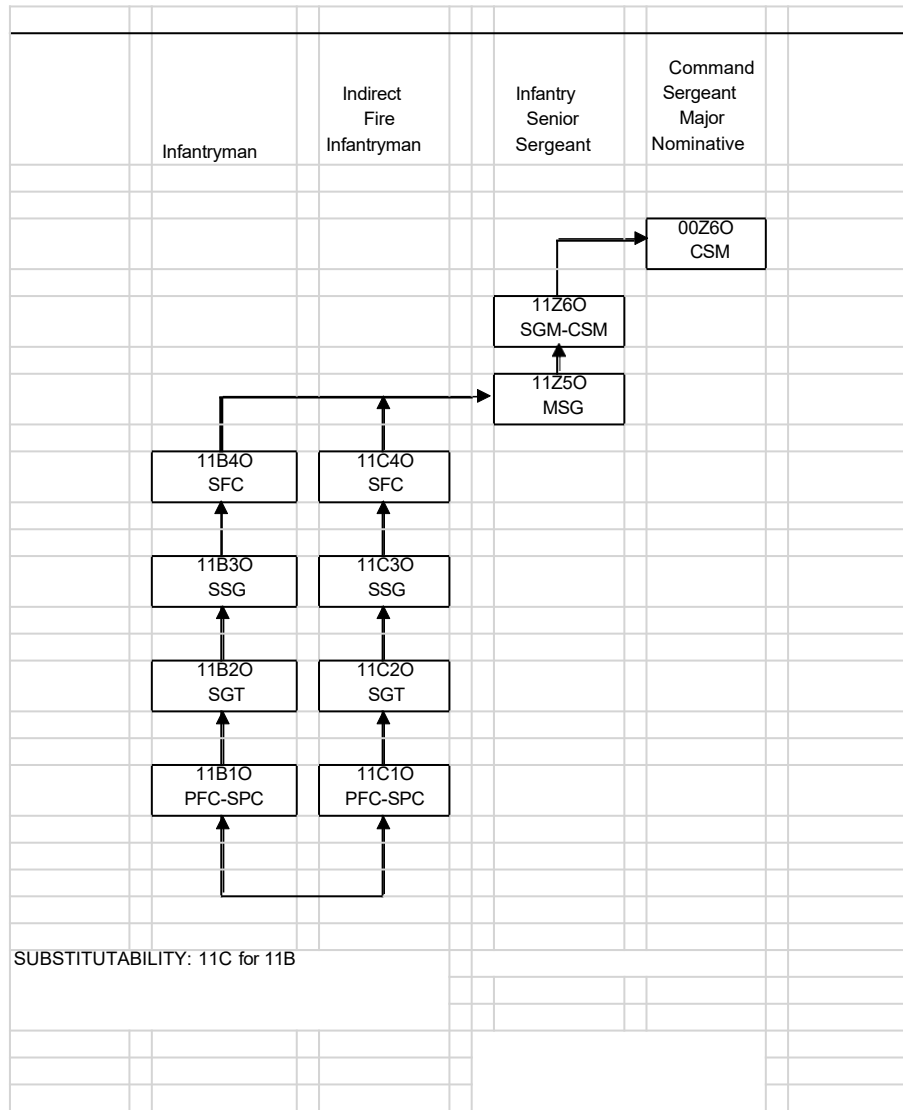 Infantryman
Indirect
Fire
Infantryman
Infantry
Senior
Sergeant
Command
Sergeant
Major
Nominative
00Z6O
CSM
11Z6O
SGM-CSM
11Z5O
MSG
11B4O
SFC
11C4O
SFC
11B3O
SSG
11C3O
SSG
11B2O
SGT
11C2O
SGT
11B1O
PFC-SPC
11C1O
PFC-SPC
SUBSTITUTABILITY: 11C for 11B